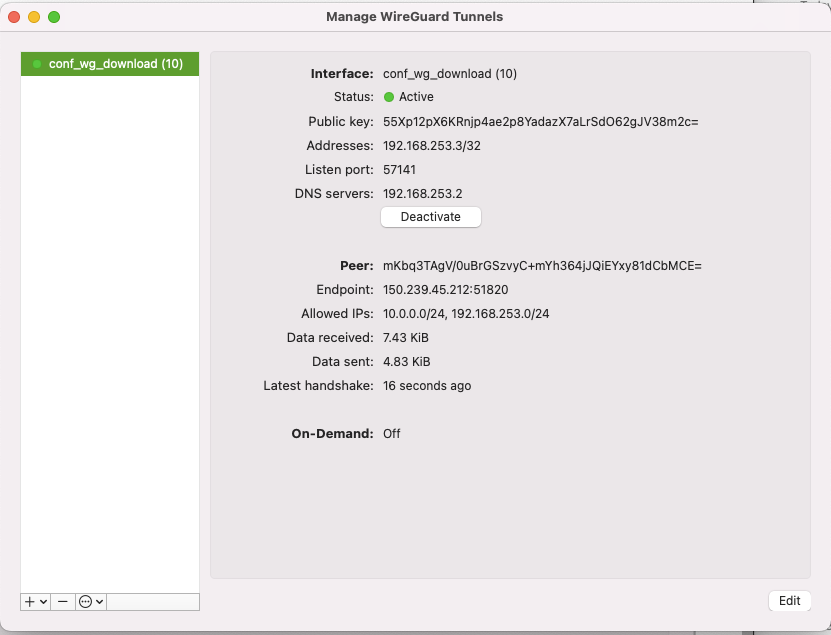 Manage WireGuard Tunnels
conf_wg_download (10)
Interface: conf_wg_download (10)
Status: Active
Public key: 55Xp12pX6KRnjp4ae2p8YadazX7aLrSdO62gJV38m2c=
Addresses: 192.168.253.3/32
Listen port: 57141
DNS servers: 192.168.253.2
Deactivate
Peer: mKbq3TAgV/0uBrGSzvyC+mYh364jJQiEYxy81dCbMCE=
Endpoint: 150.239.45.212:51820
Allowed IPs: 10.0.0.0/24, 192.168.253.0/24
Data received: 7.43 KiB
Data sent: 4.83 KiB
Latest handshake: 16 seconds ago
On-Demand: Off
Edit